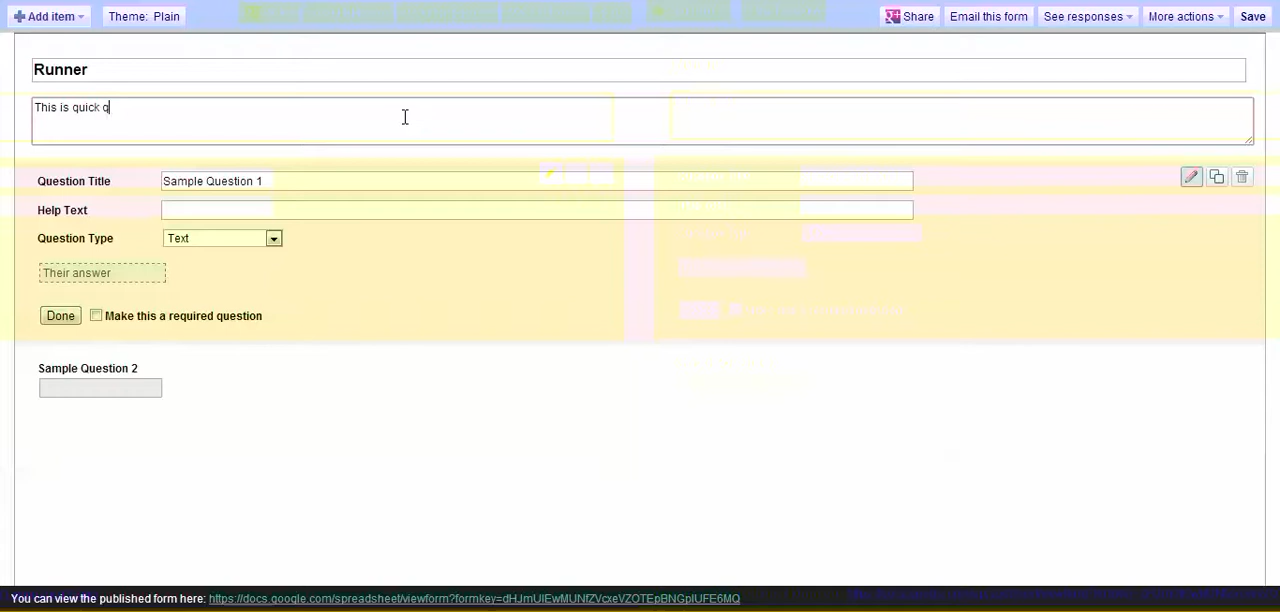 Add item Theme: Plain Share Email this form See responses More actions Save
Runner
This is quick q
Question Title Sample Question 1
Help Text
Question Type Text
Their answer
Done Make this a required question
Sample Question 2
You can view the published form here: https://docs.google.com/spreadsheet/viewform?formkey=dHJmUlEwMUNfZVcxeVZOTEpBNGpIUFE6MQ